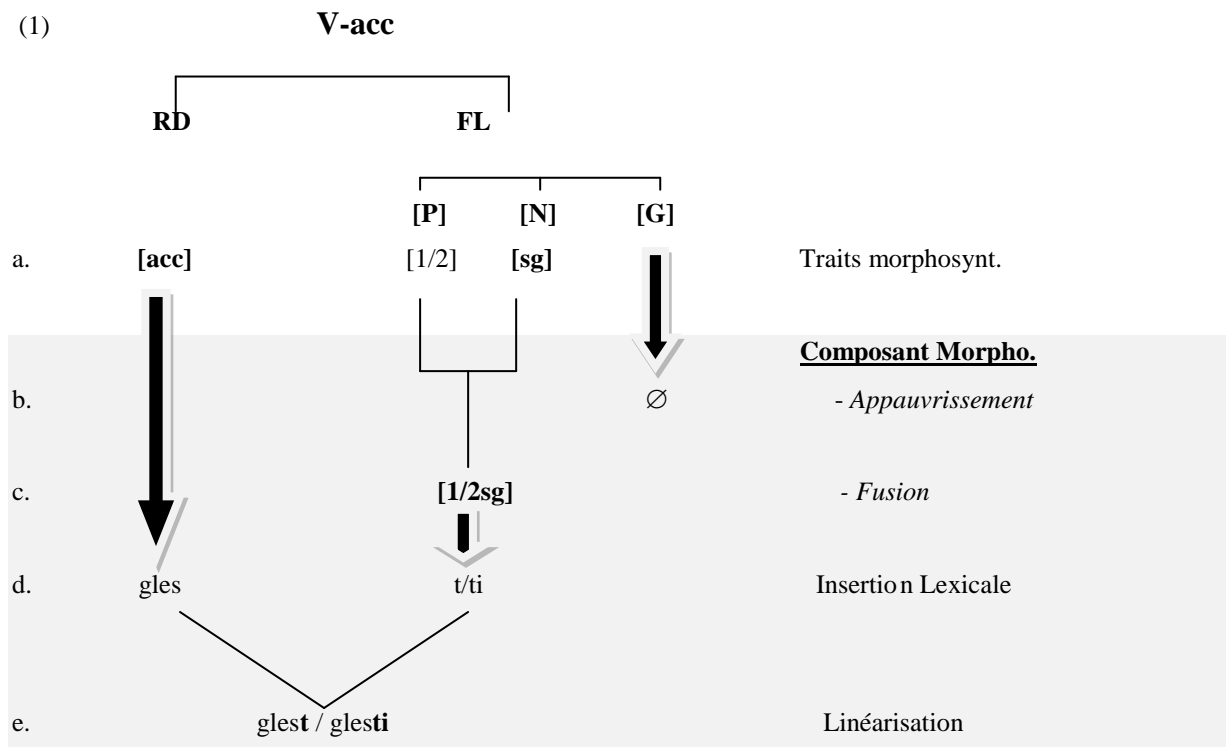 (1) V-acc
RD FL
[P] [N] [G]
a. [acc] [1/2] [sg] Traits morphosynt.
Composant Morpho.
b. ∅ - Appauvrissement
c. [1/2sg] - Fusion
d. gles t/ti Insertion Lexicale
e. glest / glesti Linéarisation